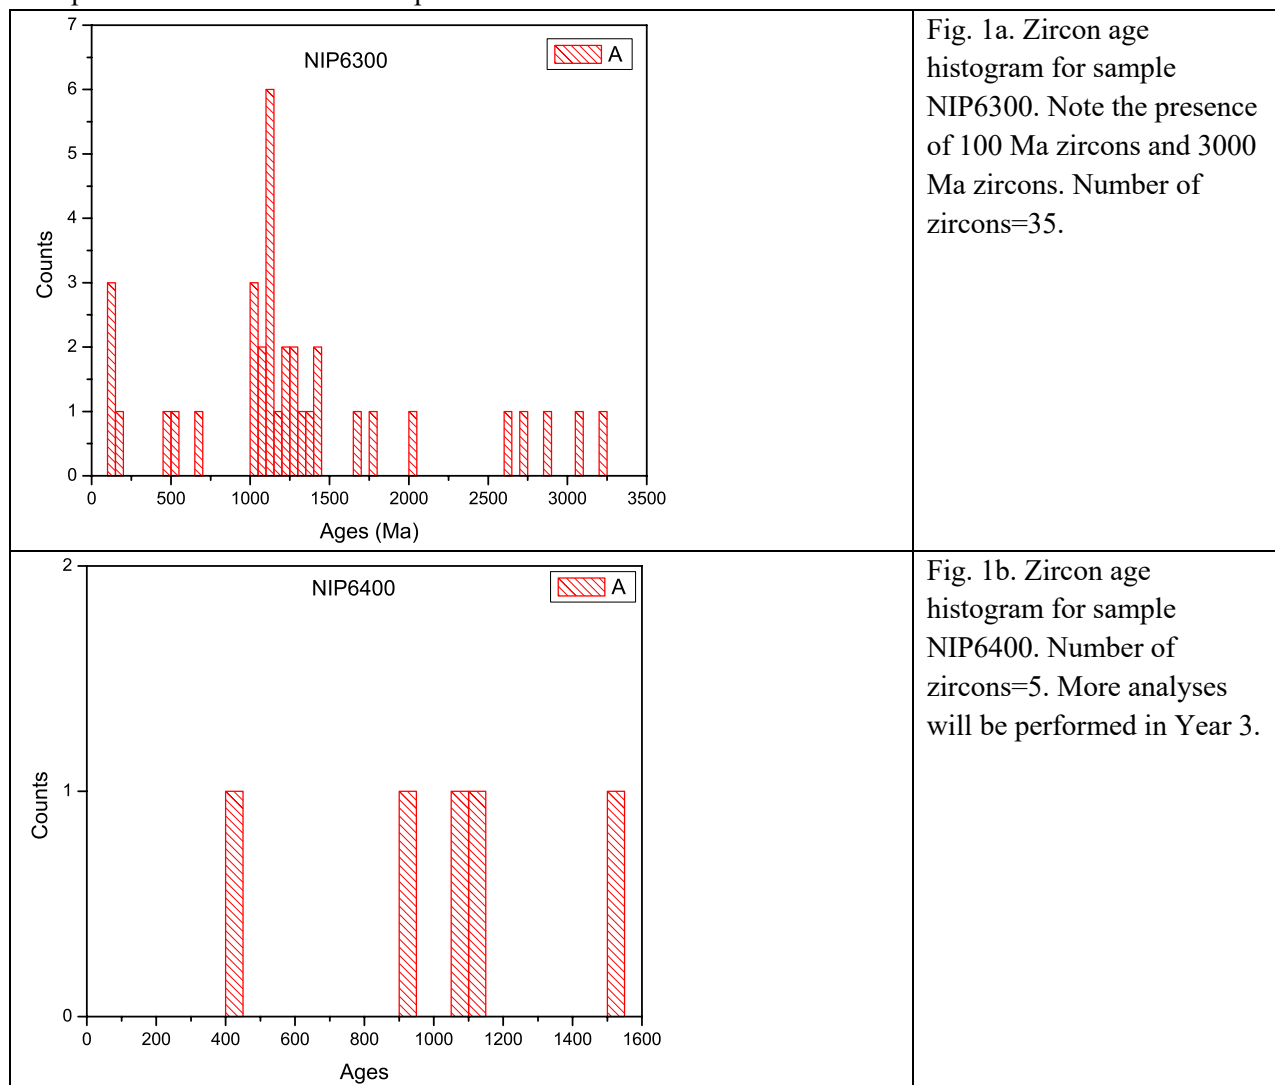 7
6
5
4
3
2
1
0
Counts
NIP6300
A
0 500 1000 1500 2000 2500 3000 3500
Ages (Ma)
Fig. 1a. Zircon age
histogram for sample
NIP6300. Note the presence
of 100 Ma zircons and 3000
Ma zircons. Number of
zircons=35.
2
1
0
Counts
NIP6400
A
0 200 400 600 800 1000 1200 1400 1600
Ages
Fig. 1b. Zircon age
histogram for sample
NIP6400. Number of
zircons=5. More analyses
will be performed in Year 3.